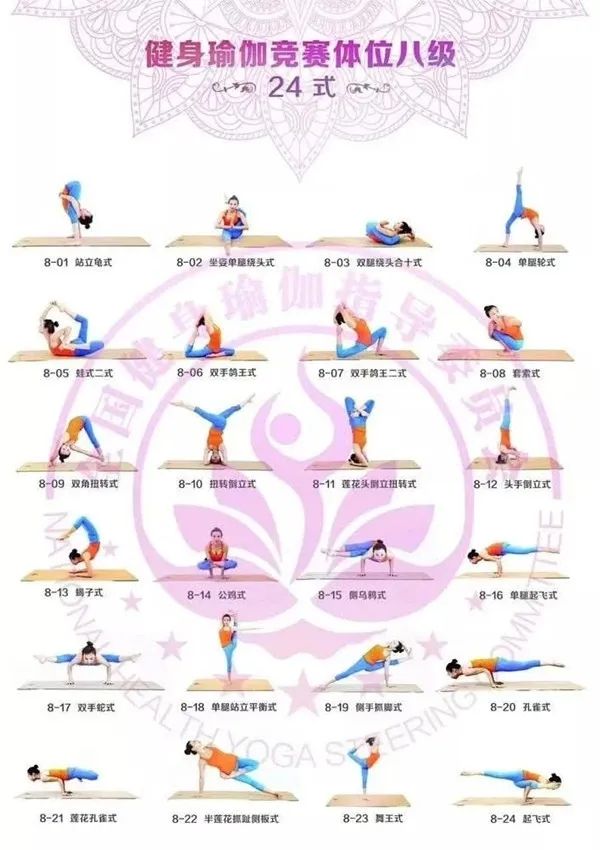 健身瑜伽竞赛体位八级
24 式
8-01 站立龟式
8-02 坐姿单腿绕头式
8-03 双腿绕头合十式
8-04 单腿轮式
8-05 蛙式二式
8-06 双手鸽王式
8-07 双手鸽王二式
8-08 套索式
8-09 双角扭转式
8-10 扭转倒立式
8-11 莲花头倒立扭转式
8-12 头手倒立式
8-13 蝎子式
8-14 公鸡式
8-15 侧乌鸦式
8-16 单腿起飞式
8-17 双手蛇式
8-18 单腿站立平衡式
8-19 侧手抓脚式
8-20 孔雀式
8-21 莲花孔雀式
8-22 半莲花抓趾侧板式
8-23 舞王式
8-24 起飞式
全国健身瑜伽指导委员会
NATIONAL HEALTH YOGA STEERING COMMITTEE